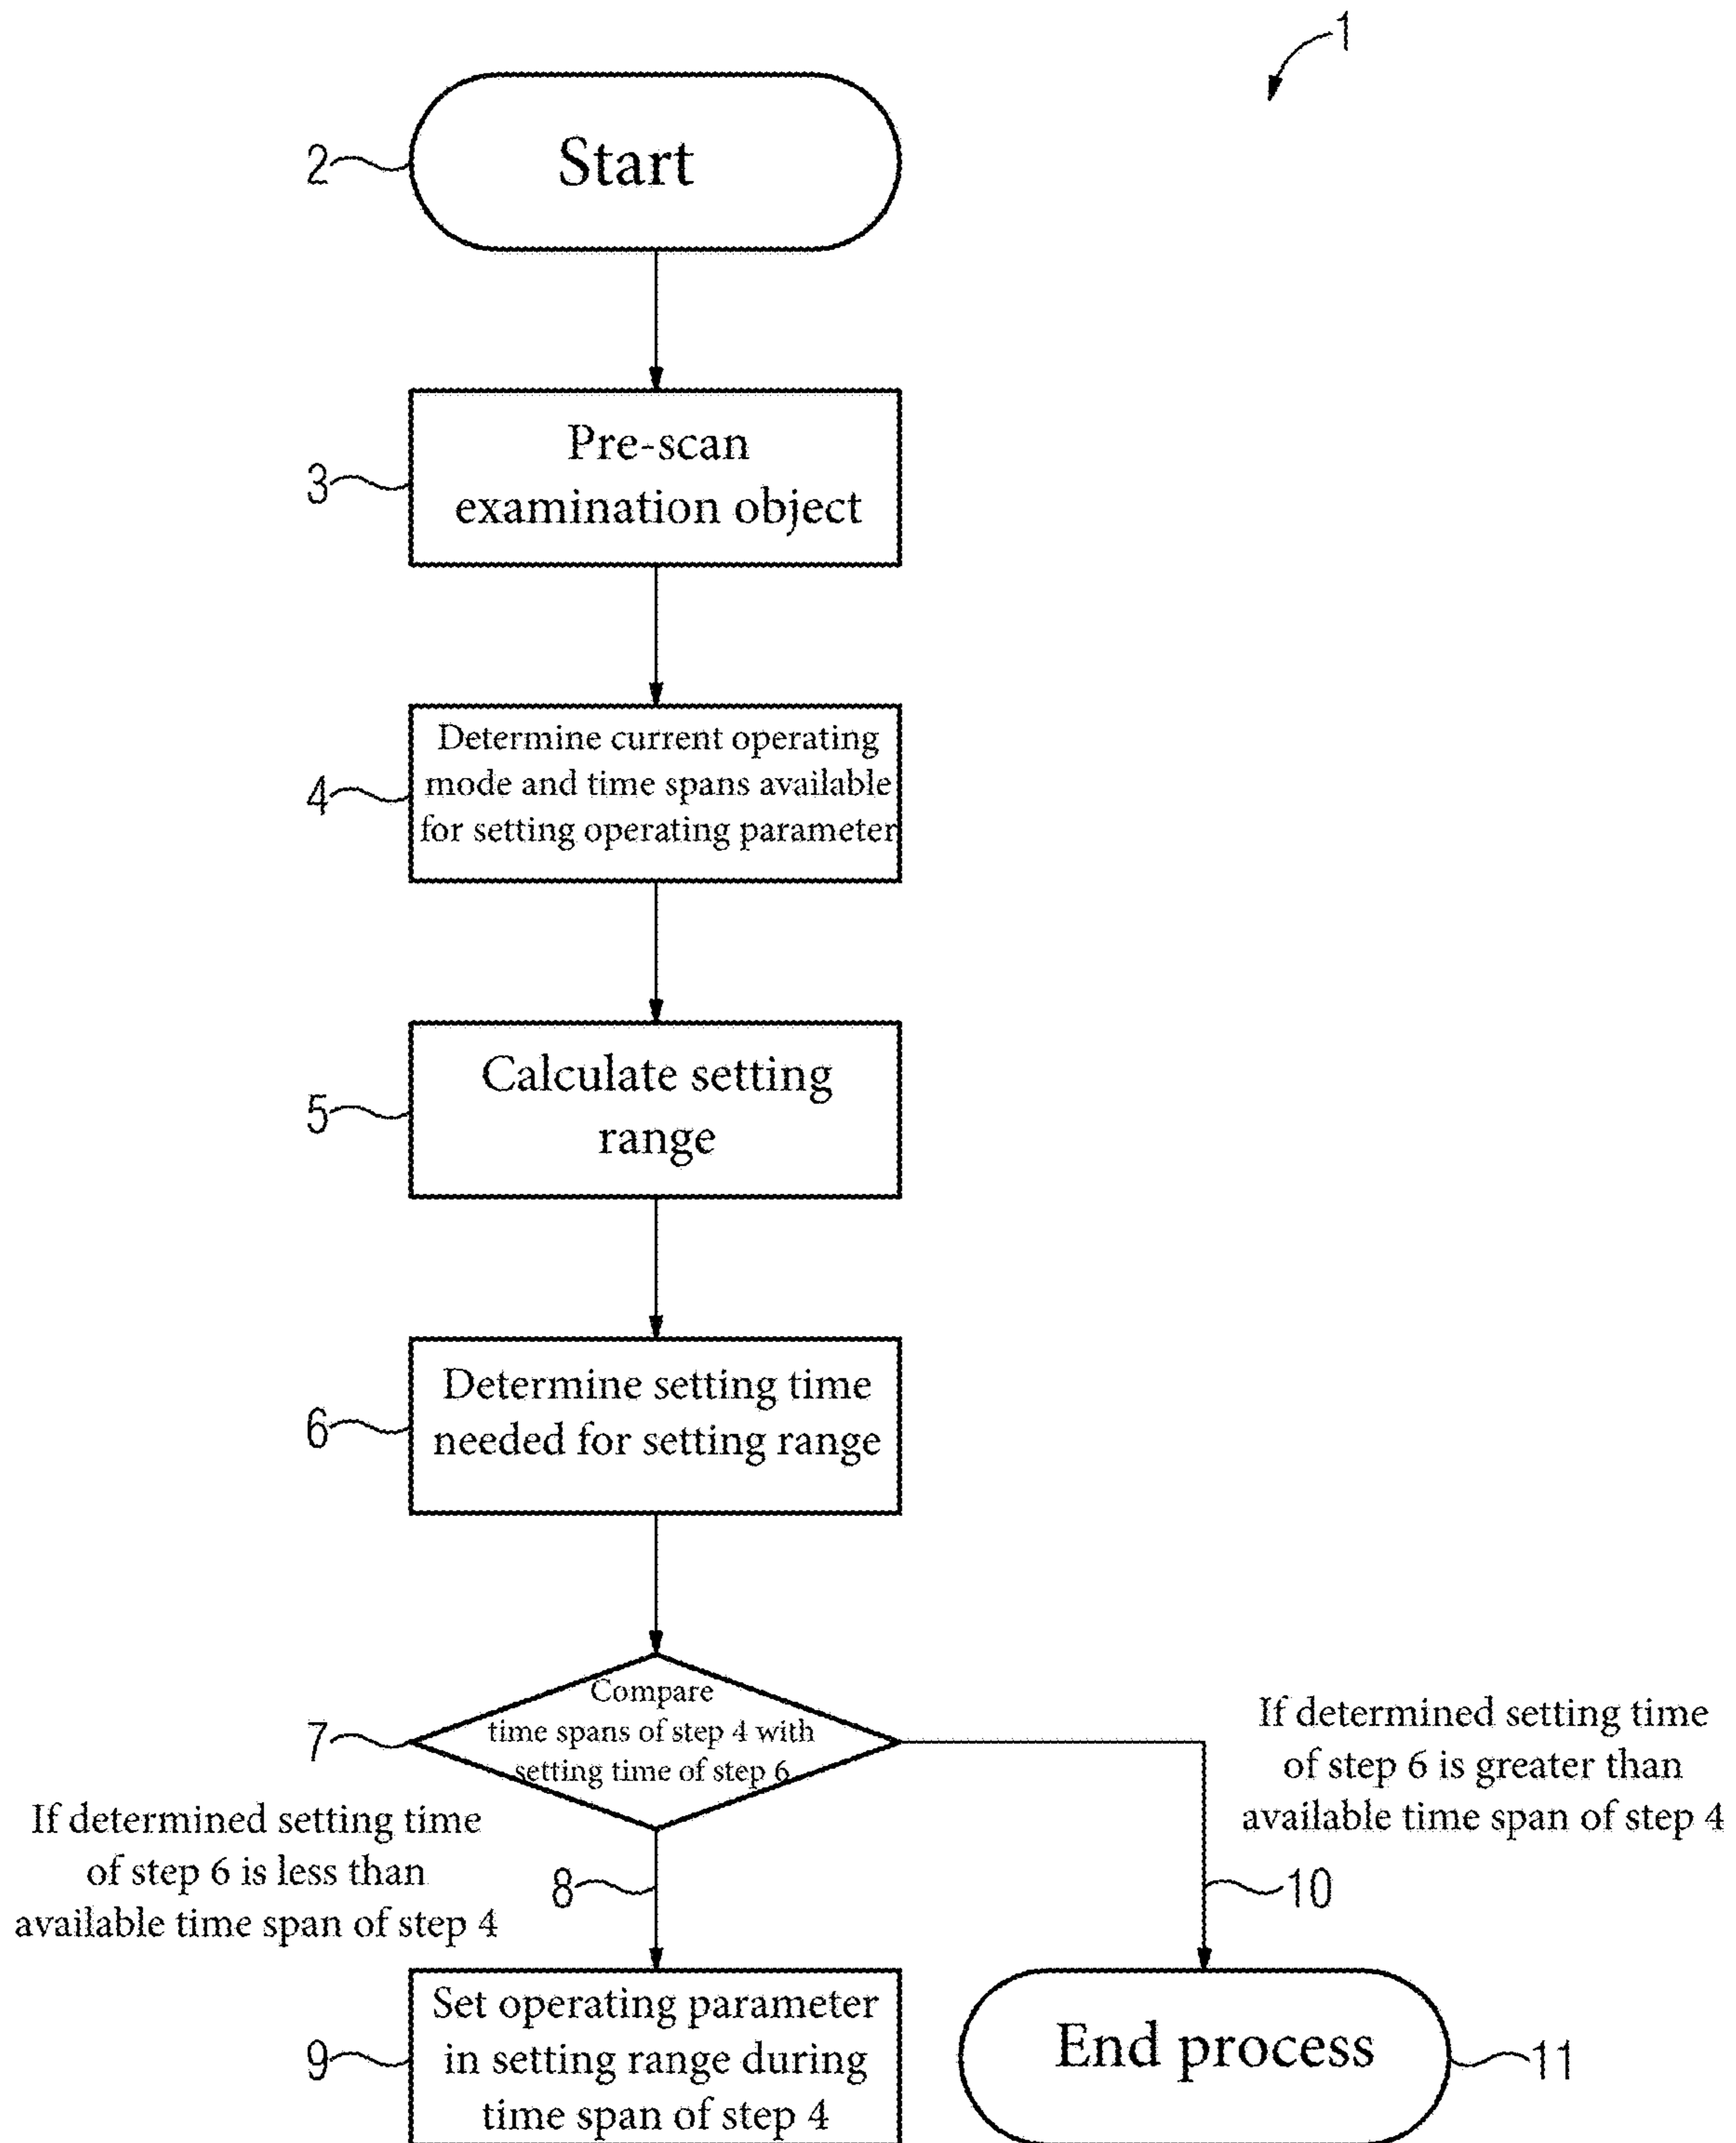 1
2
Start
3
Pre-scan
examination object
4
Determine current operating
mode and time spans available
for setting operating parameter
5
Calculate setting
range
6
Determine setting time
needed for setting range
7
Compare
time spans of step 4 with
setting time of step 6
If determined setting time
of step 6 is greater than
available time span of step 4
If determined setting time
of step 6 is less than
available time span of step 4
8
10
9
Set operating parameter
in setting range during
time span of step 4
End process
11